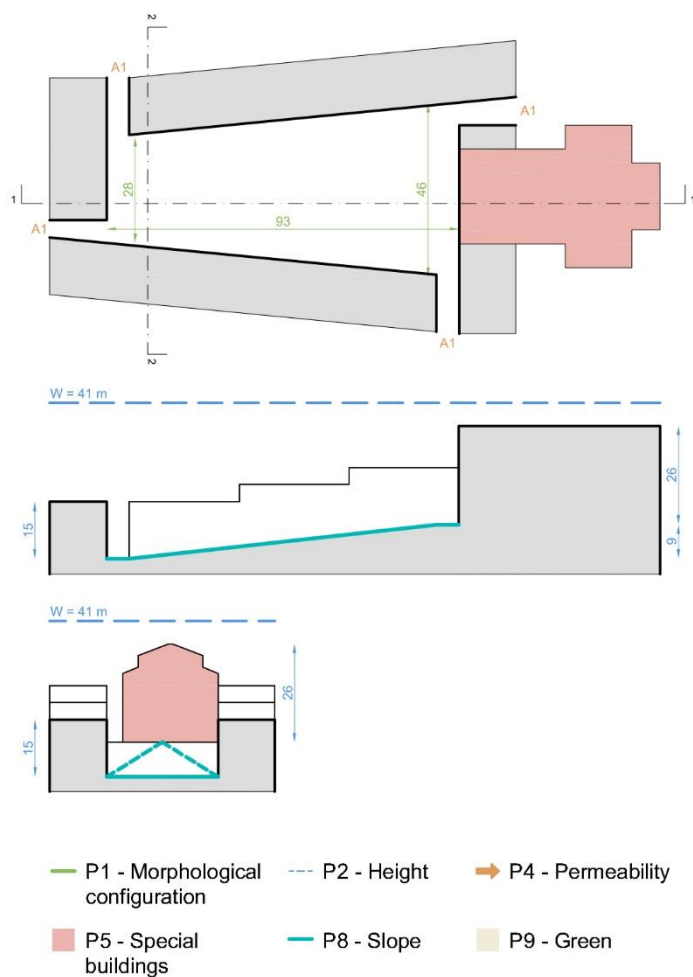 2
A1
A1
28
46
1
1
93
A1
2
A1
W = 41 m
15
26
9
W = 41 m
26
15
P1 - Morphological
configuration
P2 - Height
P4 - Permeability
P5 - Special
buildings
P8 - Slope
P9 - Green